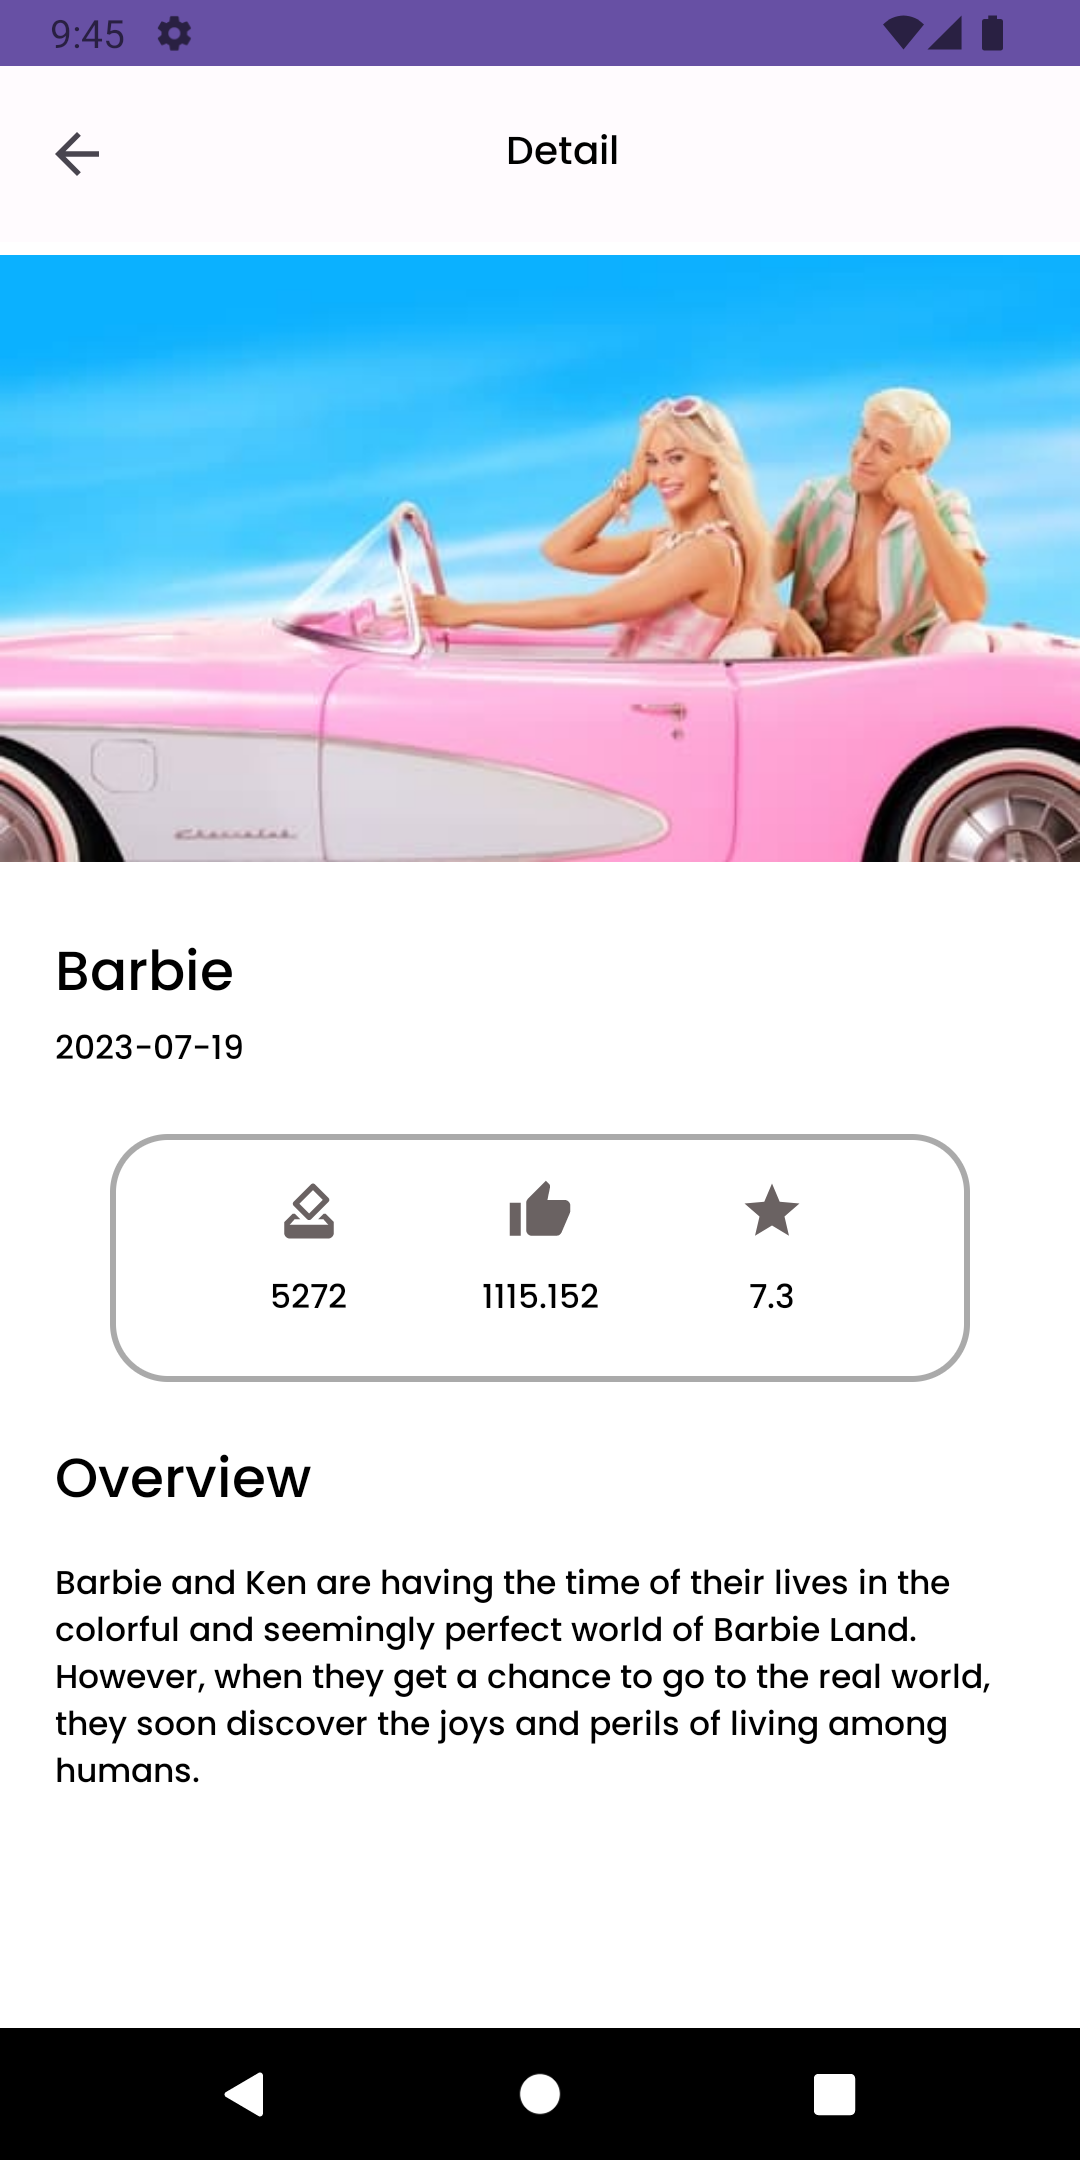 9:45
Detail
Chevrolet
Barbie
2023-07-19
5272
1115.152
7.3
Overview
Barbie and Ken are having the time of their lives in the
colorful and seemingly perfect world of Barbie Land.
However, when they get a chance to go to the real world,
they soon discover the joys and perils of living among
humans.